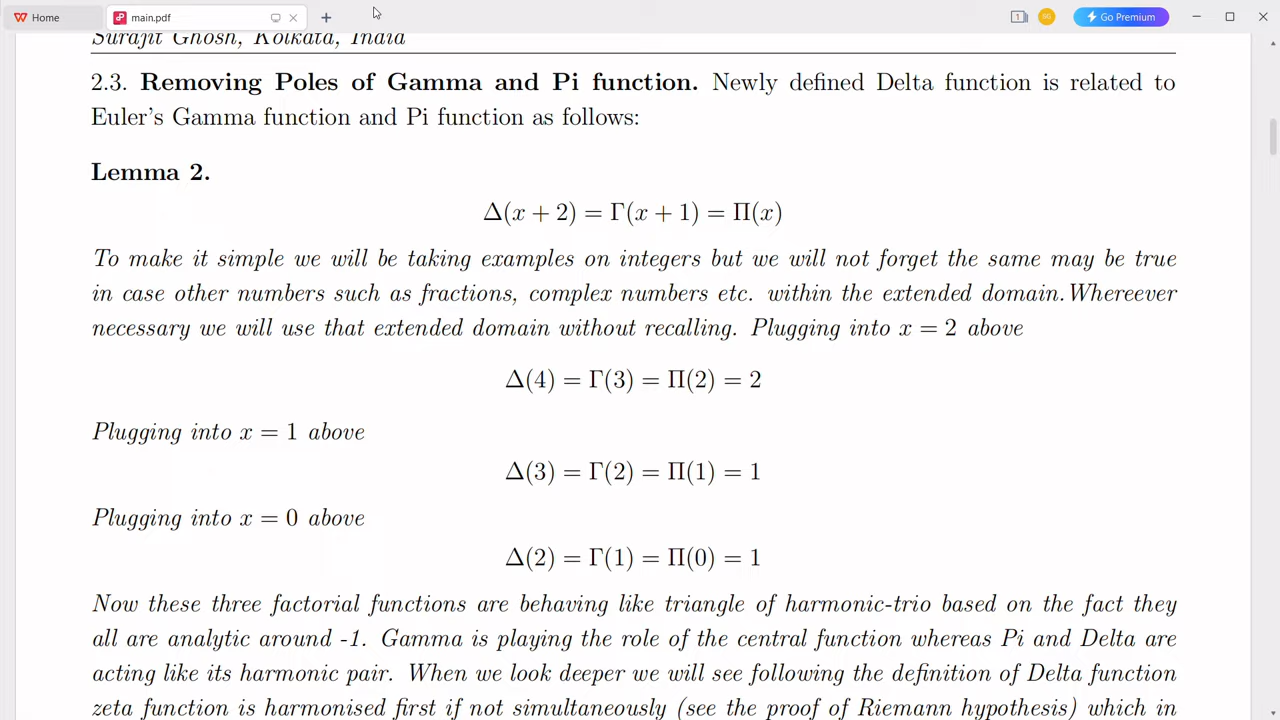 Home
main.pdf
1
Go Premium
Surajit Ghosh, Kolkata, India
2.3. Removing Poles of Gamma and Pi function. Newly defined Delta function is related to
Euler's Gamma function and Pi function as follows:
Lemma 2.
Δ(x + 2) = Γ(x + 1) = Π(x)
To make it simple we will be taking examples on integers but we will not forget the same may be true
in case other numbers such as fractions, complex numbers etc. within the extended domain.Whereever
necessary we will use that extended domain without recalling. Plugging into x = 2 above
Δ(4) = Γ(3) = Π(2) = 2
Plugging into x = 1 above
Δ(3) = Γ(2) = Π(1) = 1
Plugging into x = 0 above
Δ(2) = Γ(1) = Π(0) = 1
Now these three factorial functions are behaving like triangle of harmonic-trio based on the fact they
all are analytic around -1. Gamma is playing the role of the central function whereas Pi and Delta are
acting like its harmonic pair. When we look deeper we will see following the definition of Delta function
zeta function is harmonised first if not simultaneously (see the proof of Riemann hypothesis) which in